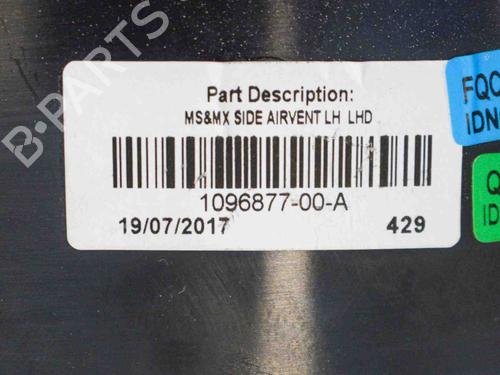 B-PARTS
Part Description:
MS&MX SIDE AIRVENT LH LHD
1096877-00-A
19/07/2017 429
FQC
IDN
Q
ID